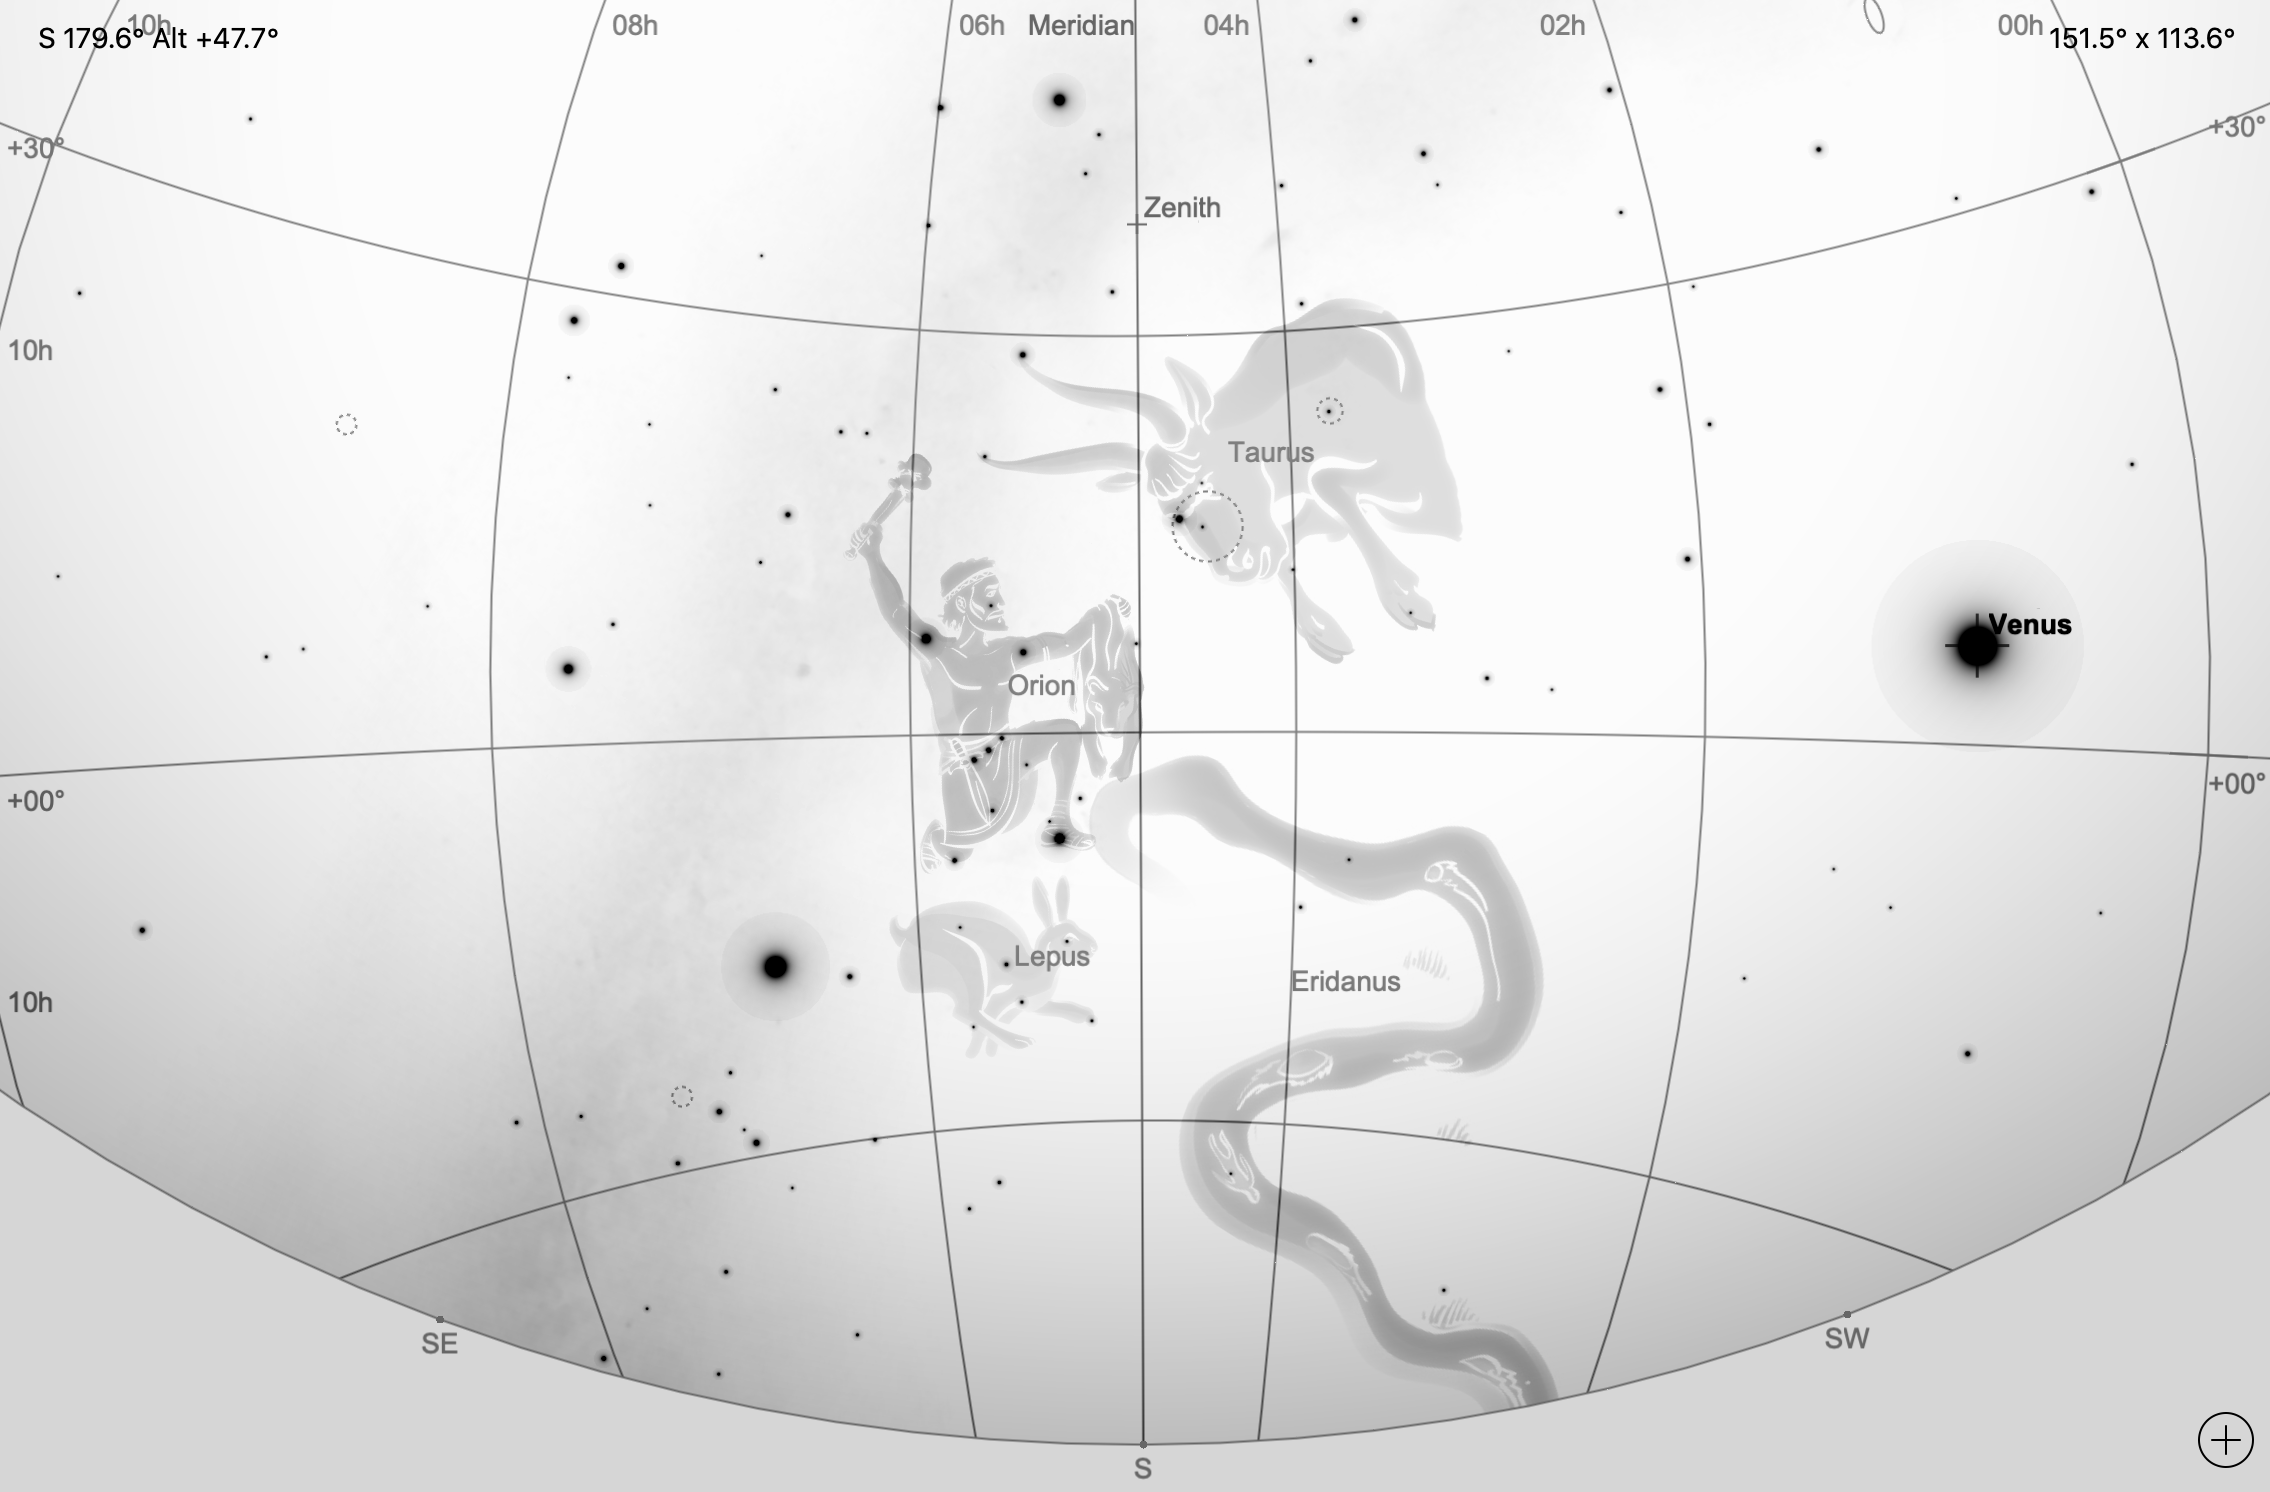 10h
08h
06h
Meridian
04h
02h
00h
S 179.6° Alt +47.7°
151.5° x 113.6°
+30°
+30°
Zenith
10h
Taurus
Venus
Orion
+00°
+00°
Lepus
Eridanus
10h
SE
SW
S